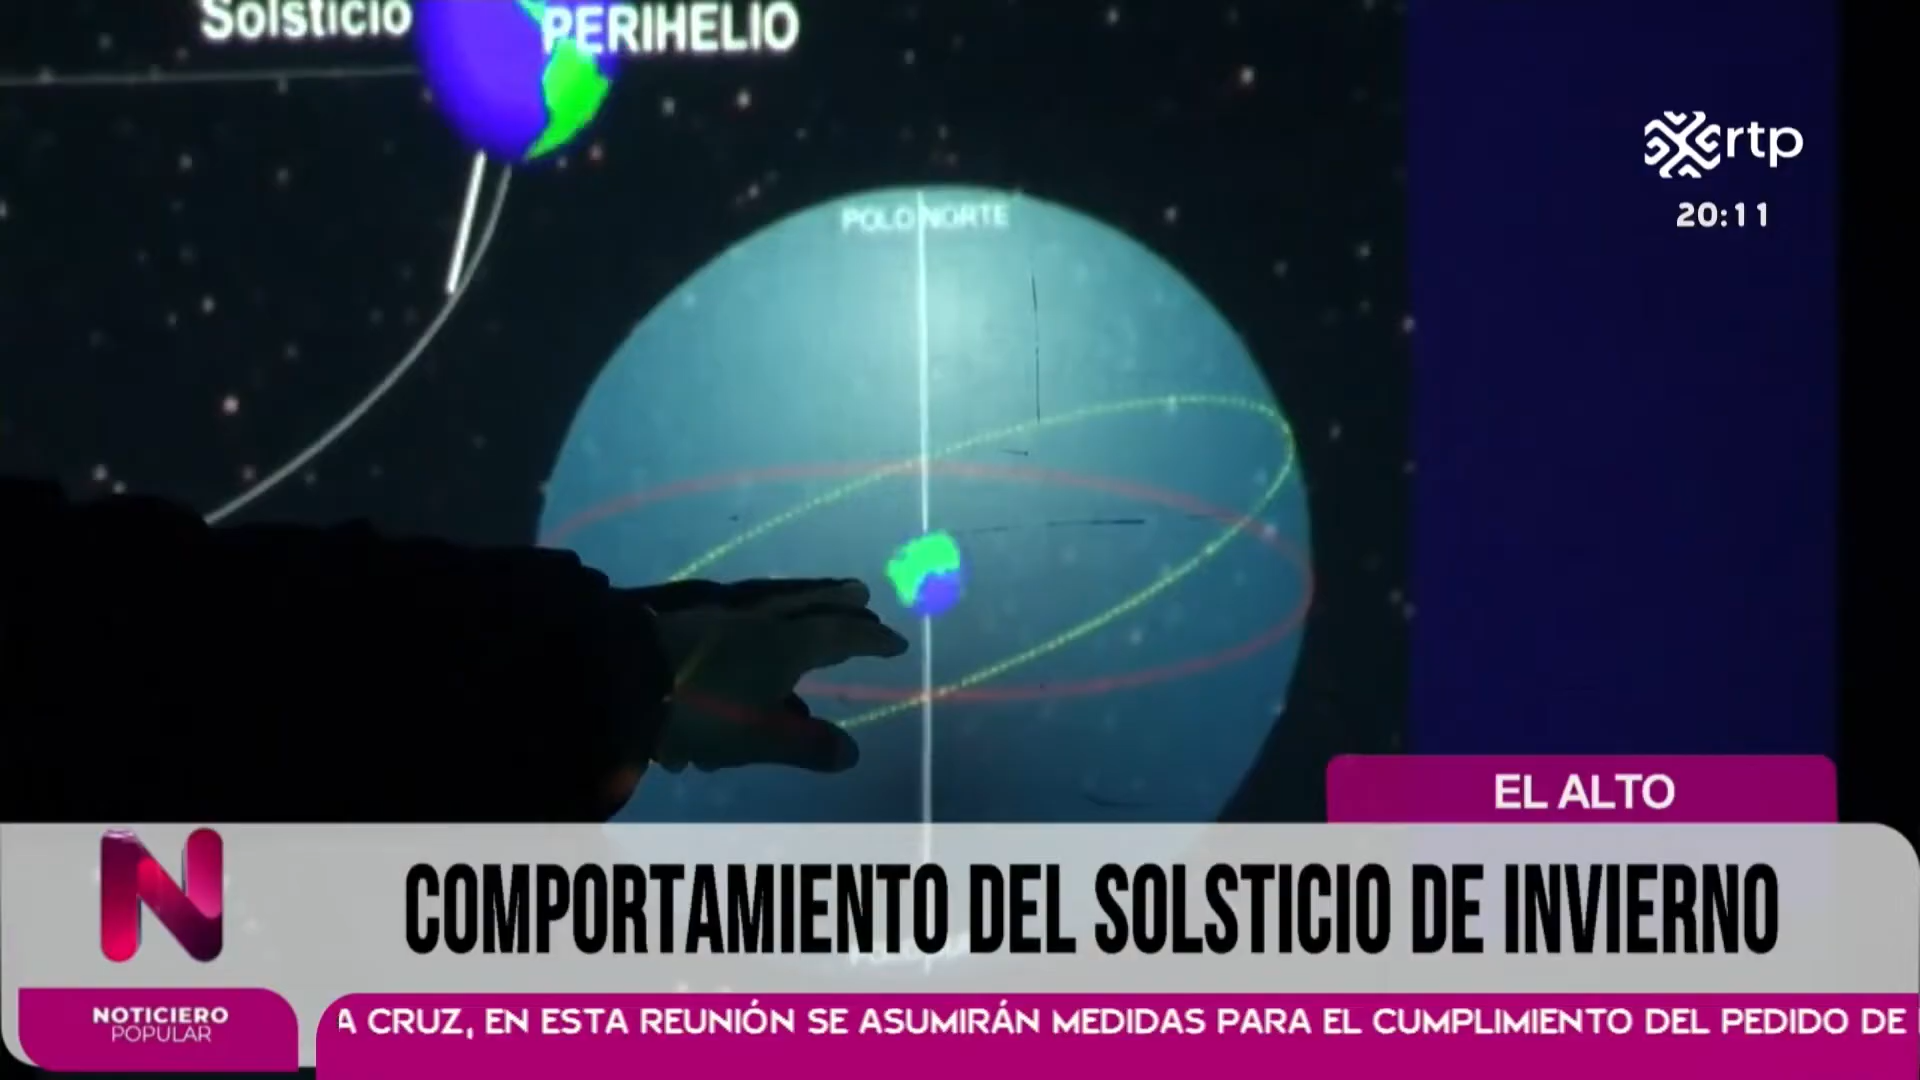 Solsticio
PERIHELIO
rtp
20:11
POLO NORTE
EL ALTO
COMPORTAMIENTO DEL SOLSTICIO DE INVIERNO
NOTICIERO
POPULAR
A CRUZ, EN ESTA REUNIÓN SE ASUMIRÁN MEDIDAS PARA EL CUMPLIMIENTO DEL PEDIDO DE